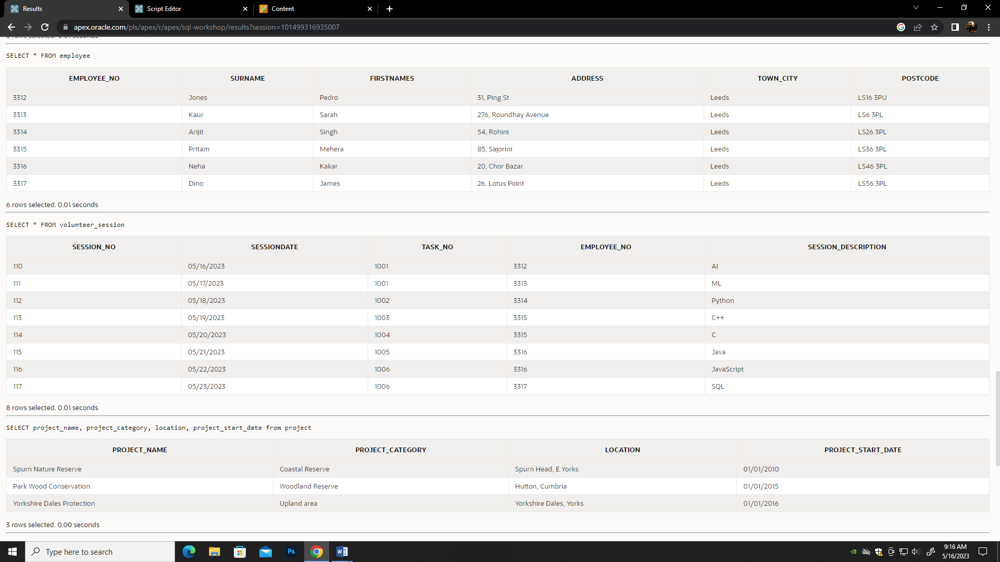 Results
Script Editor
Content
apex.oracle.com/pls/apex/r/apex/sql-workshop/results?session=101499316935007
rows selected. 0.01 seconds
SELECT * FROM employee
EMPLOYEE_NO SURNAME FIRSTNAMES ADDRESS TOWN_CITY POSTCODE
3312 Jones Pedro 31, Ping St Leeds LS16 3PU
3313 Kaur Sarah 276, Roundhay Avenue Leeds LS6 3PL
3314 Arijit Singh 54, Rohini Leeds LS26 3PL
3315 Pritam Mehera 85, Sajorini Leeds LS36 3PL
3316 Neha Kakar 20, Chor Bazar Leeds LS46 3PL
3317 Dino James 26, Lotus Point Leeds LS56 3PL
6 rows selected. 0.01 seconds
SELECT * FROM volunteer_session
SESSION_NO SESSIONDATE TASK_NO EMPLOYEE_NO SESSION_DESCRIPTION
110 05/16/2023 1001 3312 AI
111 05/17/2023 1001 3313 ML
112 05/18/2023 1002 3314 Python
113 05/19/2023 1003 3315 C++
114 05/20/2023 1004 3315 C
115 05/21/2023 1005 3316 Java
116 05/22/2023 1006 3316 JavaScript
117 05/23/2023 1006 3317 SQL
8 rows selected. 0.01 seconds
SELECT project_name, project_category, location, project_start_date from project
PROJECT_NAME PROJECT_CATEGORY LOCATION PROJECT_START_DATE
Spurn Nature Reserve Coastal Reserve Spurn Head, E Yorks 01/01/2010
Park Wood Conservation Woodland Reserve Hutton, Cumbria 01/01/2015
Yorkshire Dales Protection Upland area Yorkshire Dales, Yorks 01/01/2016
3 rows selected. 0.00 seconds
Type here to search
Ps
W
9:16 AM
5/16/2023